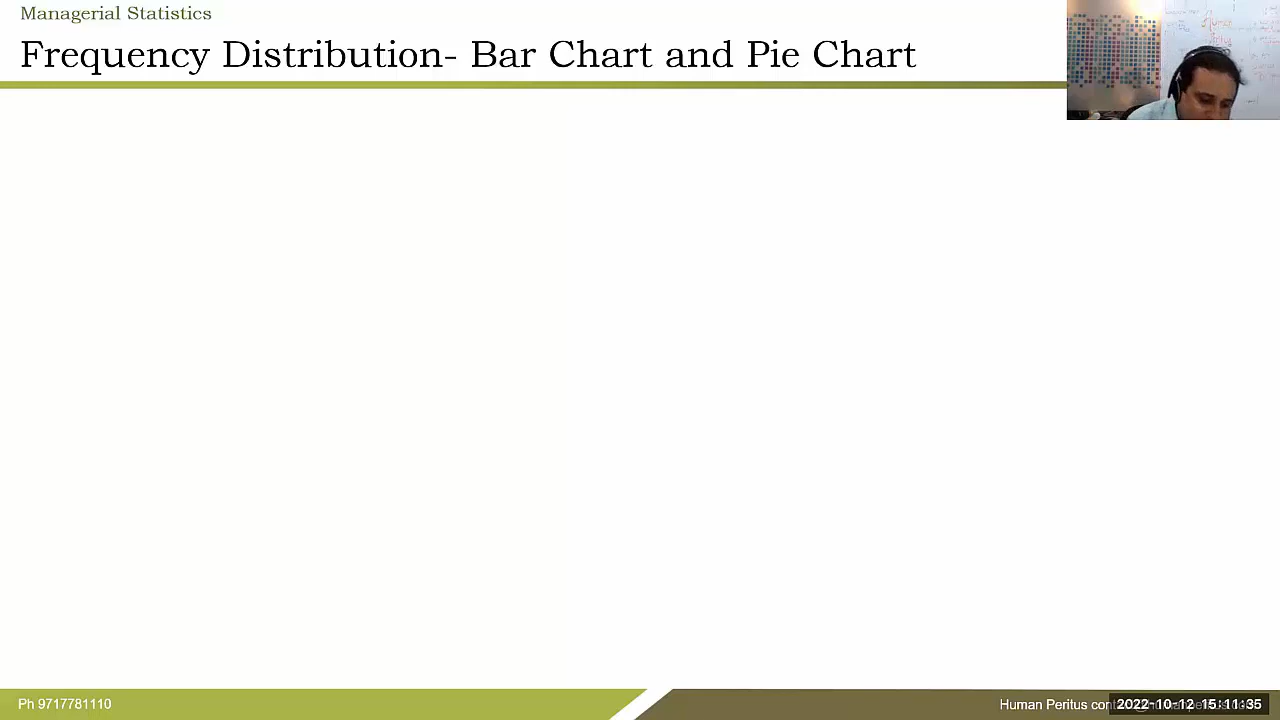 Managerial Statistics
Frequency Distribution- Bar Chart and Pie Chart
Ph 9717781110
Human Peritus
2022-10-12 15:11:35